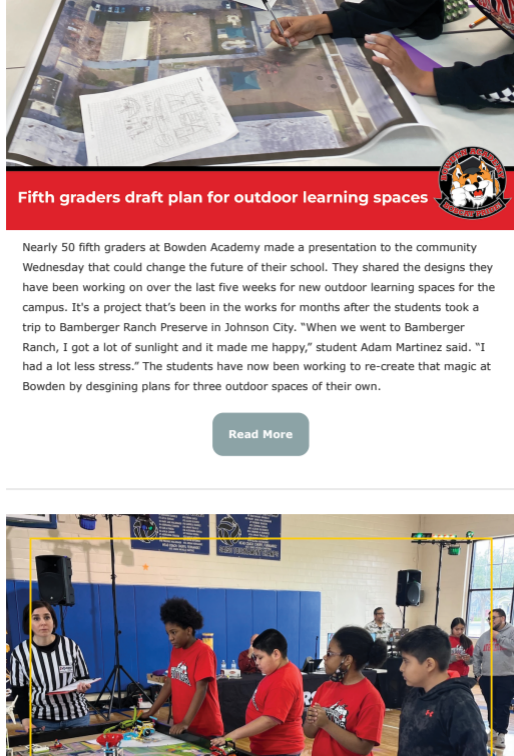 Fifth graders draft plan for outdoor learning spaces
BOWDEN ACADEMY
BOBCAT PRIDE!
Nearly 50 fifth graders at Bowden Academy made a presentation to the community
Wednesday that could change the future of their school. They shared the designs they
have been working on over the last five weeks for new outdoor learning spaces for the
campus. It's a project that’s been in the works for months after the students took a
trip to Bamberger Ranch Preserve in Johnson City. “When we went to Bamberger
Ranch, I got a lot of sunlight and it made me happy,” student Adam Martinez said. “I
had a lot less stress.” The students have now been working to re-create that magic at
Bowden by desgining plans for three outdoor spaces of their own.
Read More